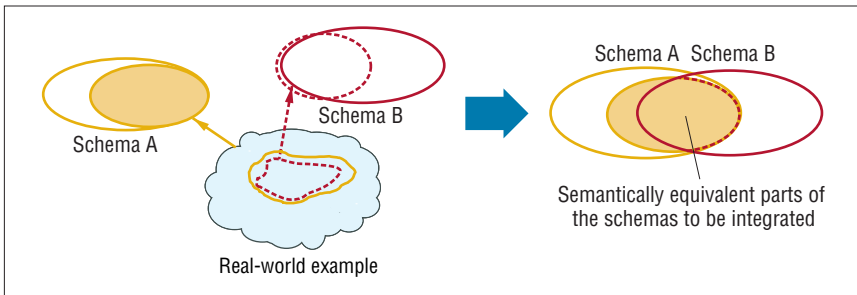 Schema A
Schema B
Real-world example
Schema A Schema B
Semantically equivalent parts of
the schemas to be integrated